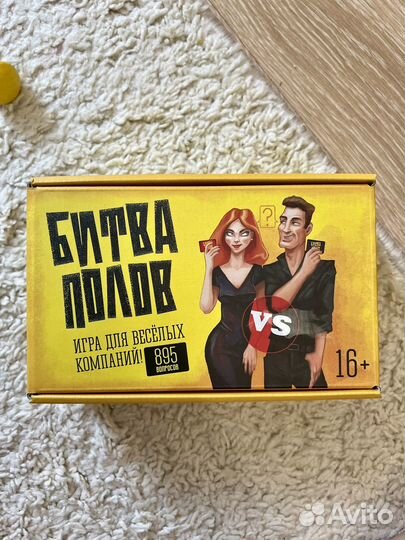 БИТВА
ПОЛОВ
ИГРА ДЛЯ ВЕСЁЛЫХ
КОМПАНИЙ!
895
ВОПРОСОВ
?
VS
16+
Avito